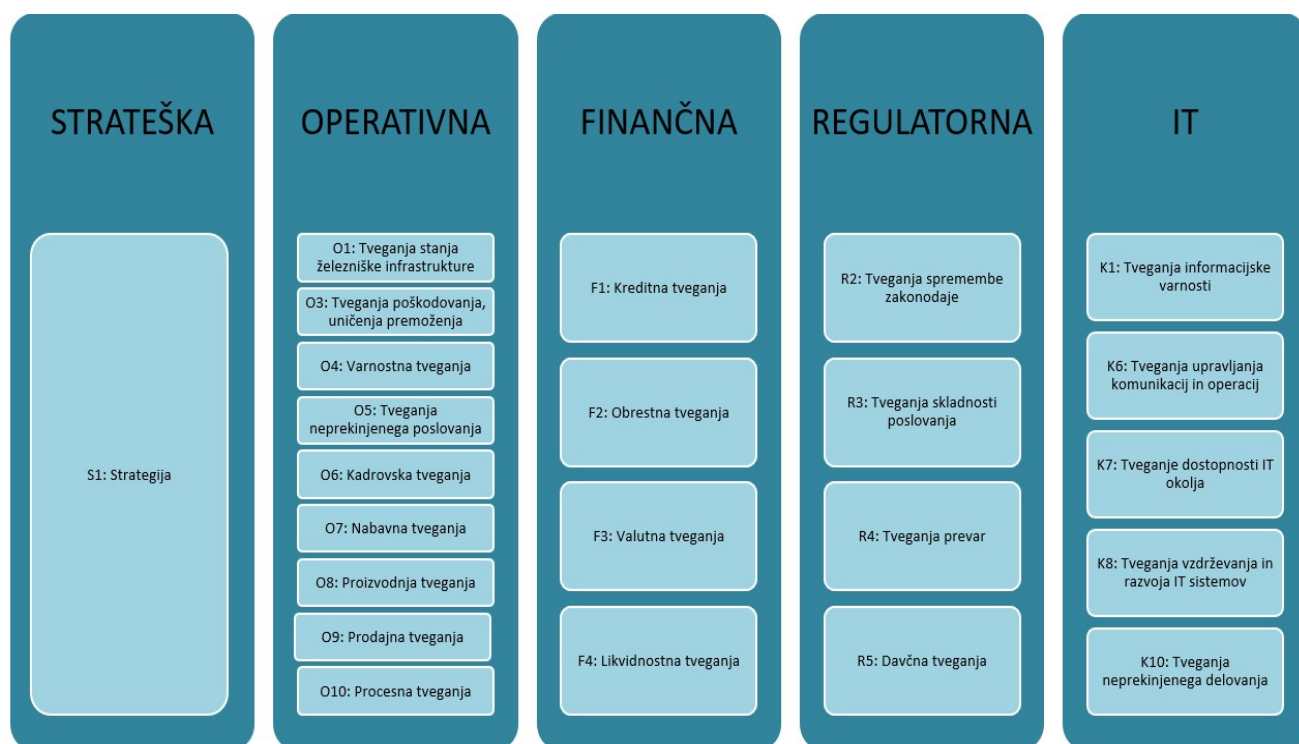 STRATEŠKA
S1: Strategija
OPERATIVNA
O1: Tveganja stanja
železniške infrastrukture
O3: Tveganja poškodovanja,
uničenja premoženja
O4: Varnostna tveganja
O5: Tveganja
neprekinjenega poslovanja
O6: Kadrovska tveganja
O7: Nabavna tveganja
O8: Proizvodnja tveganja
O9: Prodajna tveganja
O10: Procesna tveganja
FINANČNA
F1: Kreditna tveganja
F2: Obrestna tveganja
F3: Valutna tveganja
F4: Likvidnostna tveganja
REGULATORNA
R2: Tveganja spremembe
zakonodaje
R3: Tveganja skladnosti
poslovanja
R4: Tveganja prevar
R5: Davčna tveganja
IT
K1: Tveganja informacijske
varnosti
K6: Tveganja upravljanja
komunikacij in operacij
K7: Tveganje dostopnosti IT
okolja
K8: Tveganja vzdrževanja in
razvoja IT sistemov
K10: Tveganja
neprekinjenega delovanja